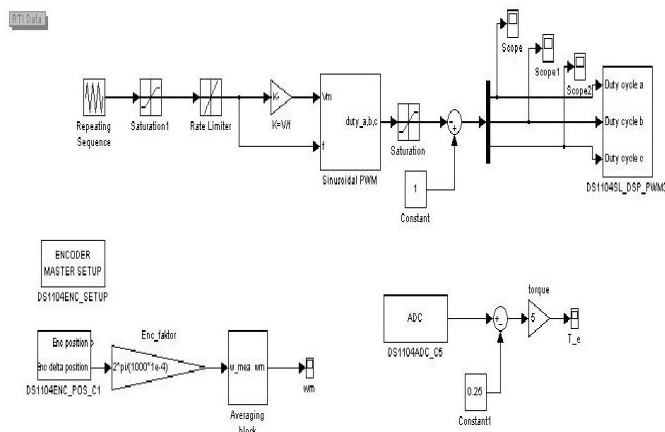 RTI Data
Scope
Scope1
Scope2
K-
Vm
f
duty_a,b,c
Duty cycle a
Duty cycle b
Duty cycle c
Repeating
Sequence
Saturation1
Rate Limiter
K=V/f
Sinusoidal PWM
Saturation
1
Constant
DS1104SL_DSP_PWM3
ENCODER
MASTER SETUP
DS1104ENC_SETUP
Enc position
Enc delta position
DS1104ENC_POS_C1
Enc_faktor
2*pi/(1000*1e-4)
wm
Averaging
block
wm
ADC
DS1104ADC_C5
0.25
Constant1
torque
5
T_e